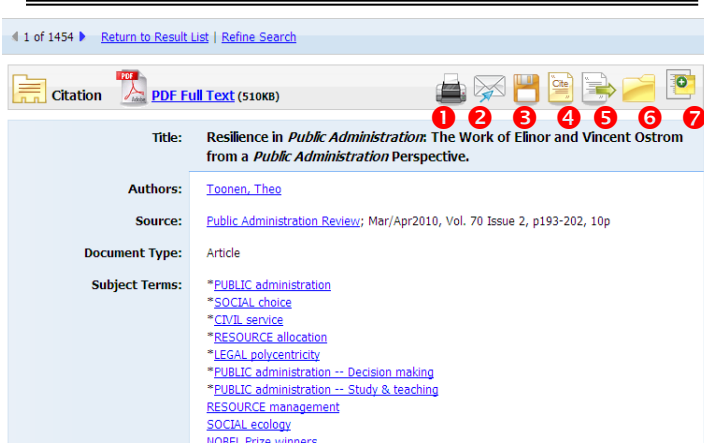 1 of 1454 Return to Result List | Refine Search
Citation PDF PDF Full Text (510KB) Cite
1 2 3 4 5 6 7
Title: Resilience in Public Administration: The Work of Elinor and Vincent Ostrom
from a Public Administration Perspective.
Authors: Toonen, Theo
Source: Public Administration Review; Mar/Apr2010, Vol. 70 Issue 2, p193-202, 10p
Document Type: Article
Subject Terms: *PUBLIC administration
*SOCIAL choice
*CIVIL service
*RESOURCE allocation
*LEGAL polycentricity
*PUBLIC administration -- Decision making
*PUBLIC administration -- Study & teaching
RESOURCE management
SOCIAL ecology
NOBEL Prize winners